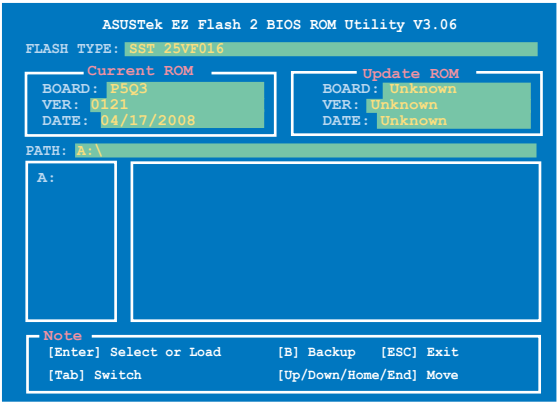 ASUSTek EZ Flash 2 BIOS ROM Utility V3.06
FLASH TYPE: SST 25VF016
Current ROM
BOARD: P5Q3
VER: 0121
DATE: 04/17/2008
Update ROM
BOARD: Unknown
VER: Unknown
DATE: Unknown
PATH: A:\
A:
Note
[Enter] Select or Load [B] Backup [ESC] Exit
[Tab] Switch [Up/Down/Home/End] Move